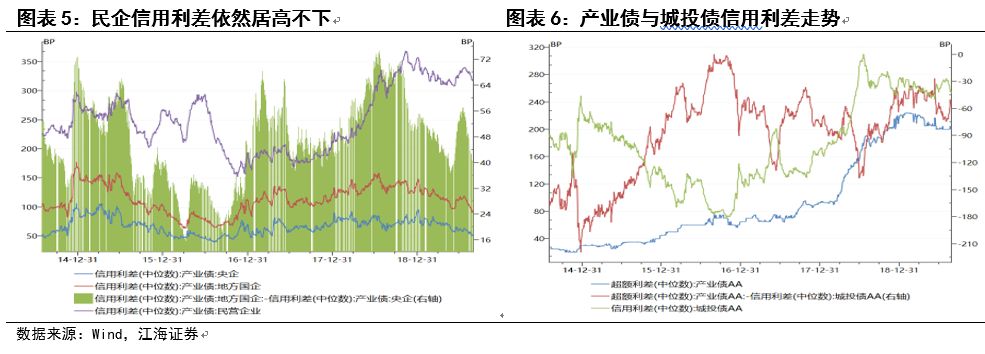 图表 5：民企信用利差依然居高不下
BP
BP
350
300
250
200
150
100
50
72
64
56
48
40
32
24
16
14-12-31
15-12-31
16-12-31
17-12-31
18-12-31
信用利差(中位数):产业债:央企
信用利差(中位数):产业债:地方国企
信用利差(中位数):产业债:地方国企:-信用利差(中位数):产业债:央企(右轴)
信用利差(中位数):产业债:民营企业
图表 6：产业债与城投债信用利差走势
BP
BP
320
280
240
200
160
120
80
40
0
-30
-60
-90
-120
-150
-180
-210
14-12-31
15-12-31
16-12-31
17-12-31
18-12-31
超额利差(中位数):产业债AA
超额利差(中位数):产业债AA:-信用利差(中位数):城投债AA(右轴)
信用利差(中位数):城投债AA
数据来源：Wind，江海证券